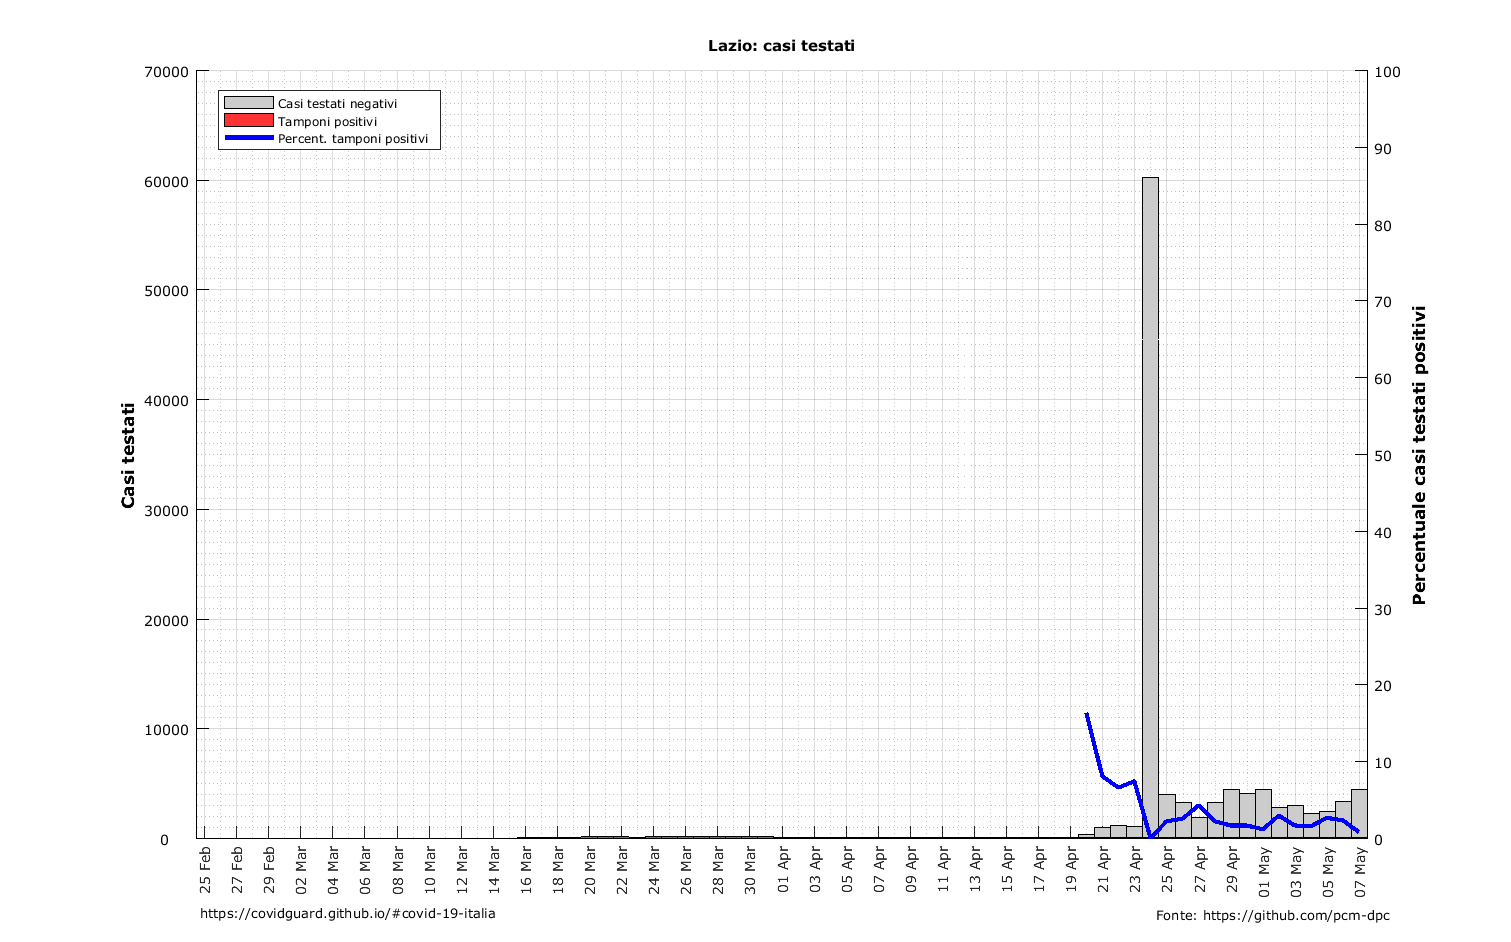 Lazio: casi testati
Casi testati negativi
Tamponi positivi
Percent. tamponi positivi
Casi testati
70000
60000
50000
40000
30000
20000
10000
0
100
90
80
70
60
50
40
30
20
10
0
Percentuale casi testati positivi
25 Feb
27 Feb
29 Feb
02 Mar
04 Mar
06 Mar
08 Mar
10 Mar
12 Mar
14 Mar
16 Mar
18 Mar
20 Mar
22 Mar
24 Mar
26 Mar
28 Mar
30 Mar
01 Apr
03 Apr
05 Apr
07 Apr
09 Apr
11 Apr
13 Apr
15 Apr
17 Apr
19 Apr
21 Apr
23 Apr
25 Apr
27 Apr
29 Apr
01 May
03 May
05 May
07 May
https://covidguard.github.io/#covid-19-italia
Fonte: https://github.com/pcm-dpc